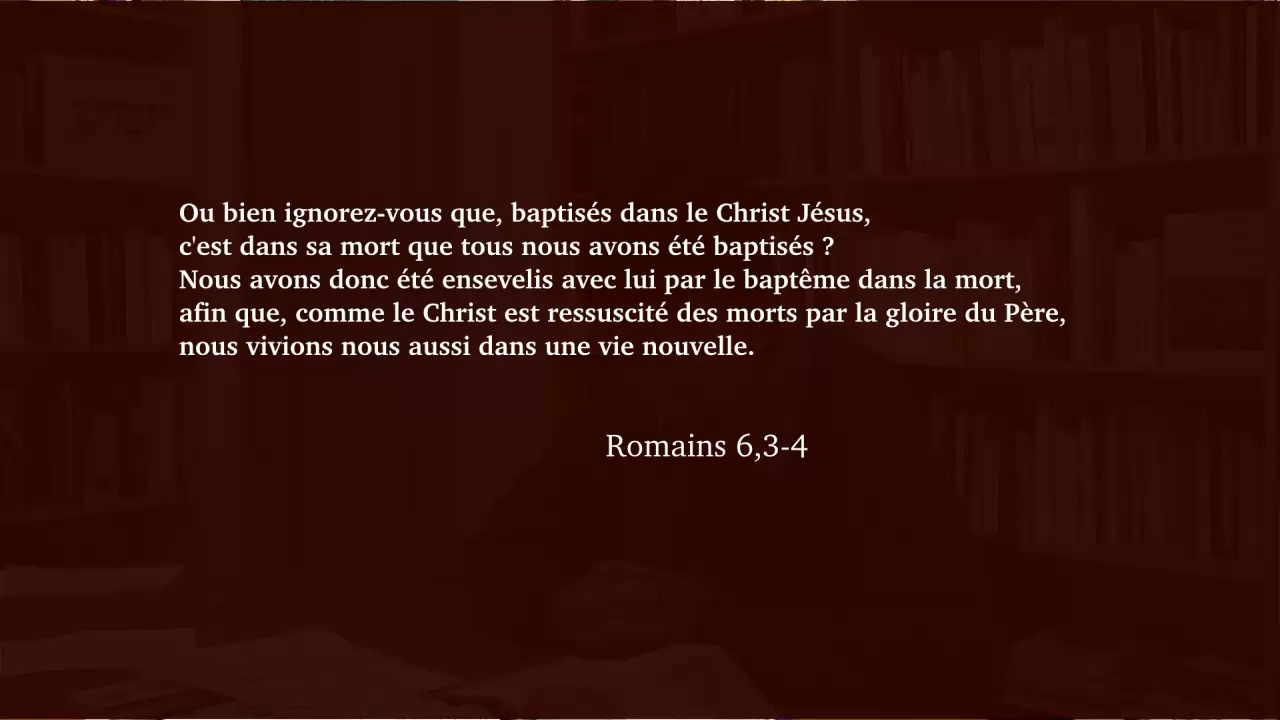 Ou bien ignorez-vous que, baptisés dans le Christ Jésus,
c'est dans sa mort que tous nous avons été baptisés ?
Nous avons donc été ensevelis avec lui par le baptême dans la mort,
afin que, comme le Christ est ressuscité des morts par la gloire du Père,
nous vivions nous aussi dans une vie nouvelle.
Romains 6,3-4